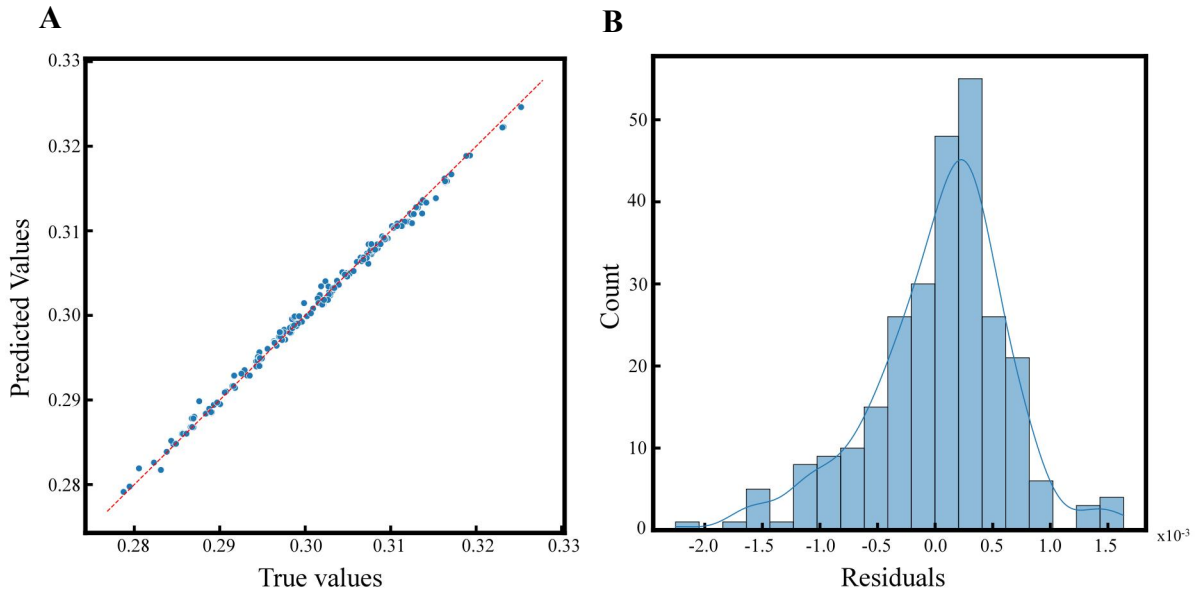 A
0.33
0.32
0.31
0.30
0.29
0.28
Predicted Values
0.28 0.29 0.30 0.31 0.32 0.33
True values
B
50
40
30
20
10
0
Count
-2.0 -1.5 -1.0 -0.5 0.0 0.5 1.0 1.5 x10-3
Residuals